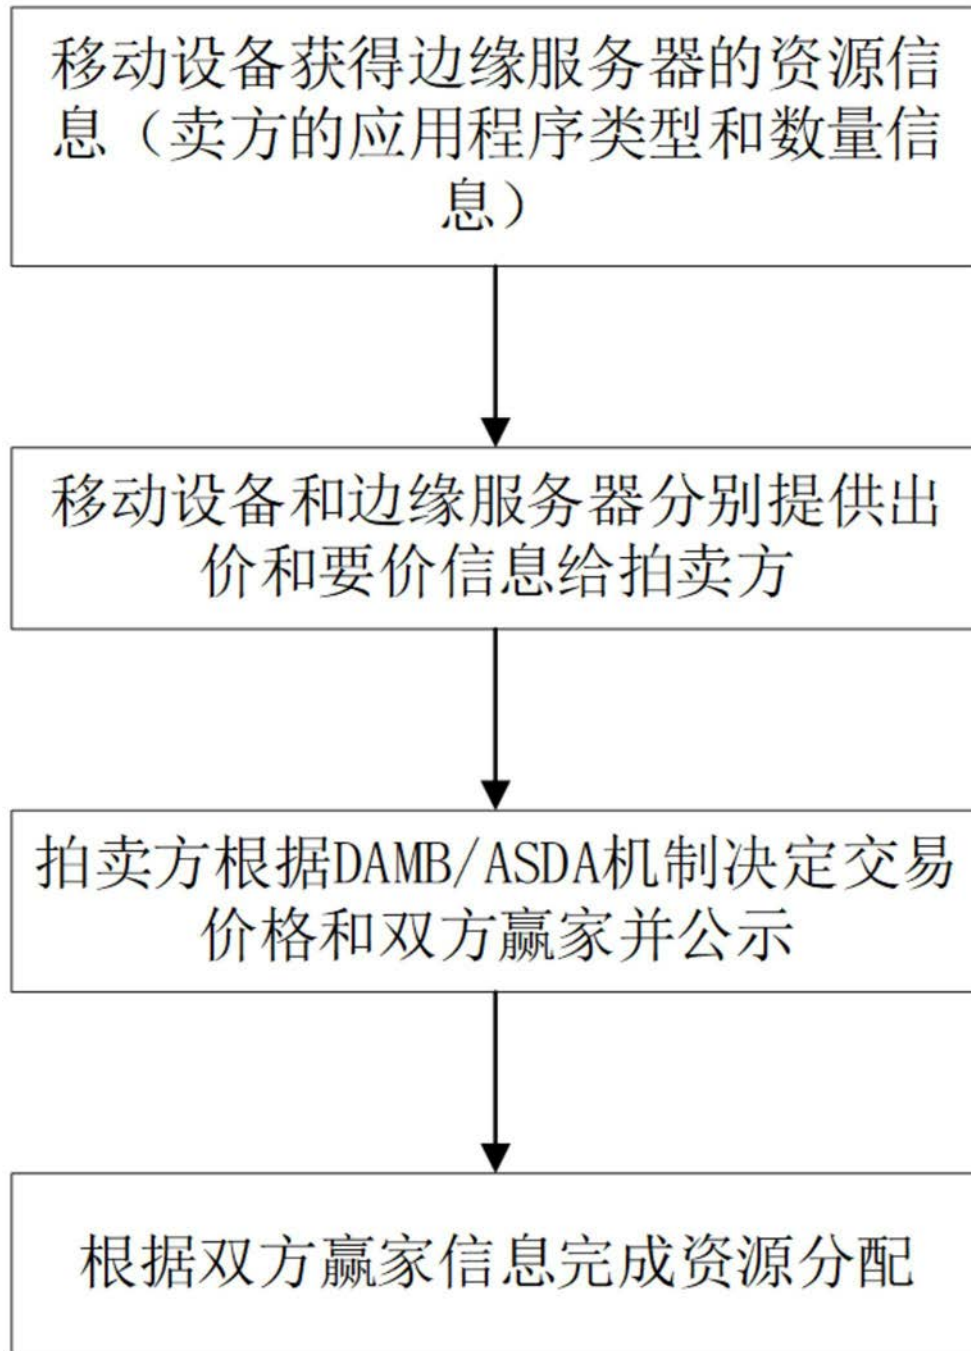 移动设备获得边缘服务器的资源信
息（卖方的应用程序类型和数量信
息）
移动设备和边缘服务器分别提供出
价和要价信息给拍卖方
拍卖方根据DAMB/ASDA机制决定交易
价格和双方赢家并公示
根据双方赢家信息完成资源分配